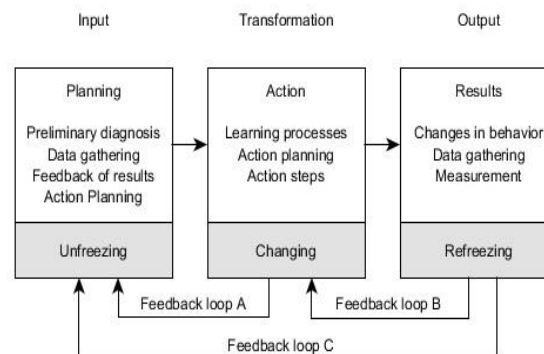 Input
Transformation
Output
Planning
Preliminary diagnosis
Data gathering
Feedback of results
Action Planning
Unfreezing
Action
Learning processes
Action planning
Action steps
Changing
Results
Changes in behavior
Data gathering
Measurement
Refreezing
Feedback loop A
Feedback loop B
Feedback loop C